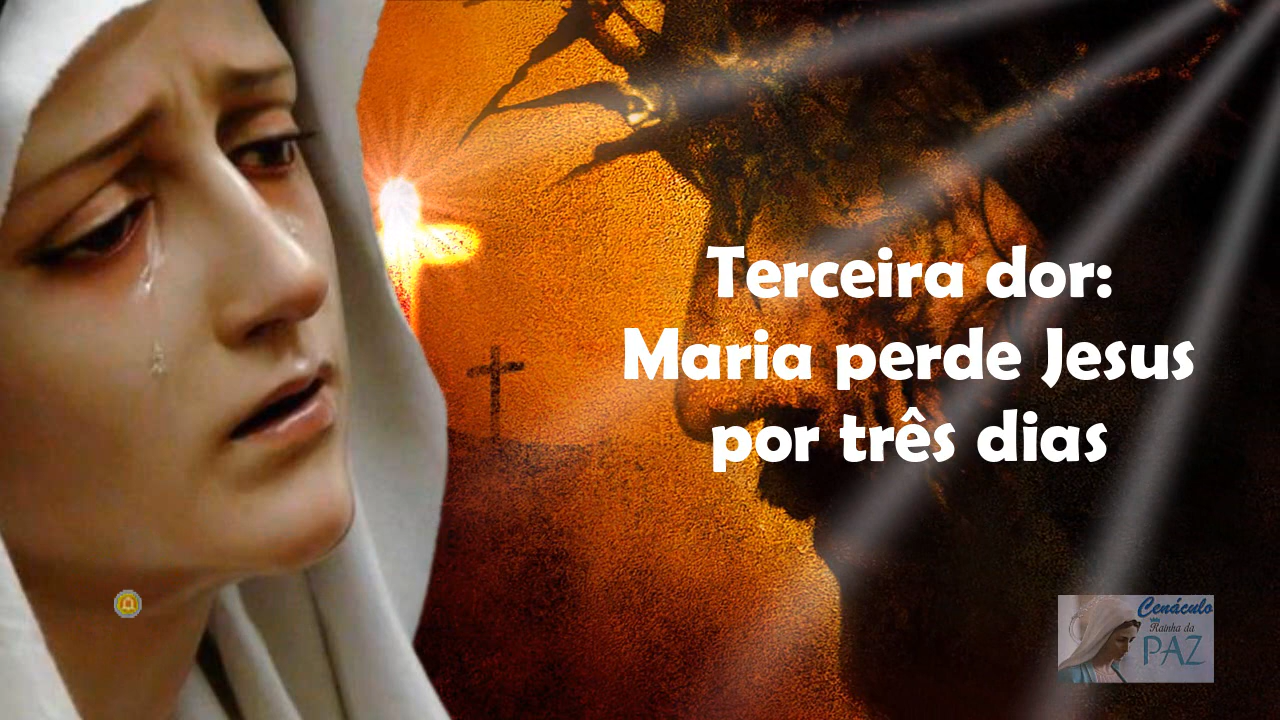 Terceira dor:
Maria perde Jesus
por três dias
Cenáculo
Rainha da
PAZ